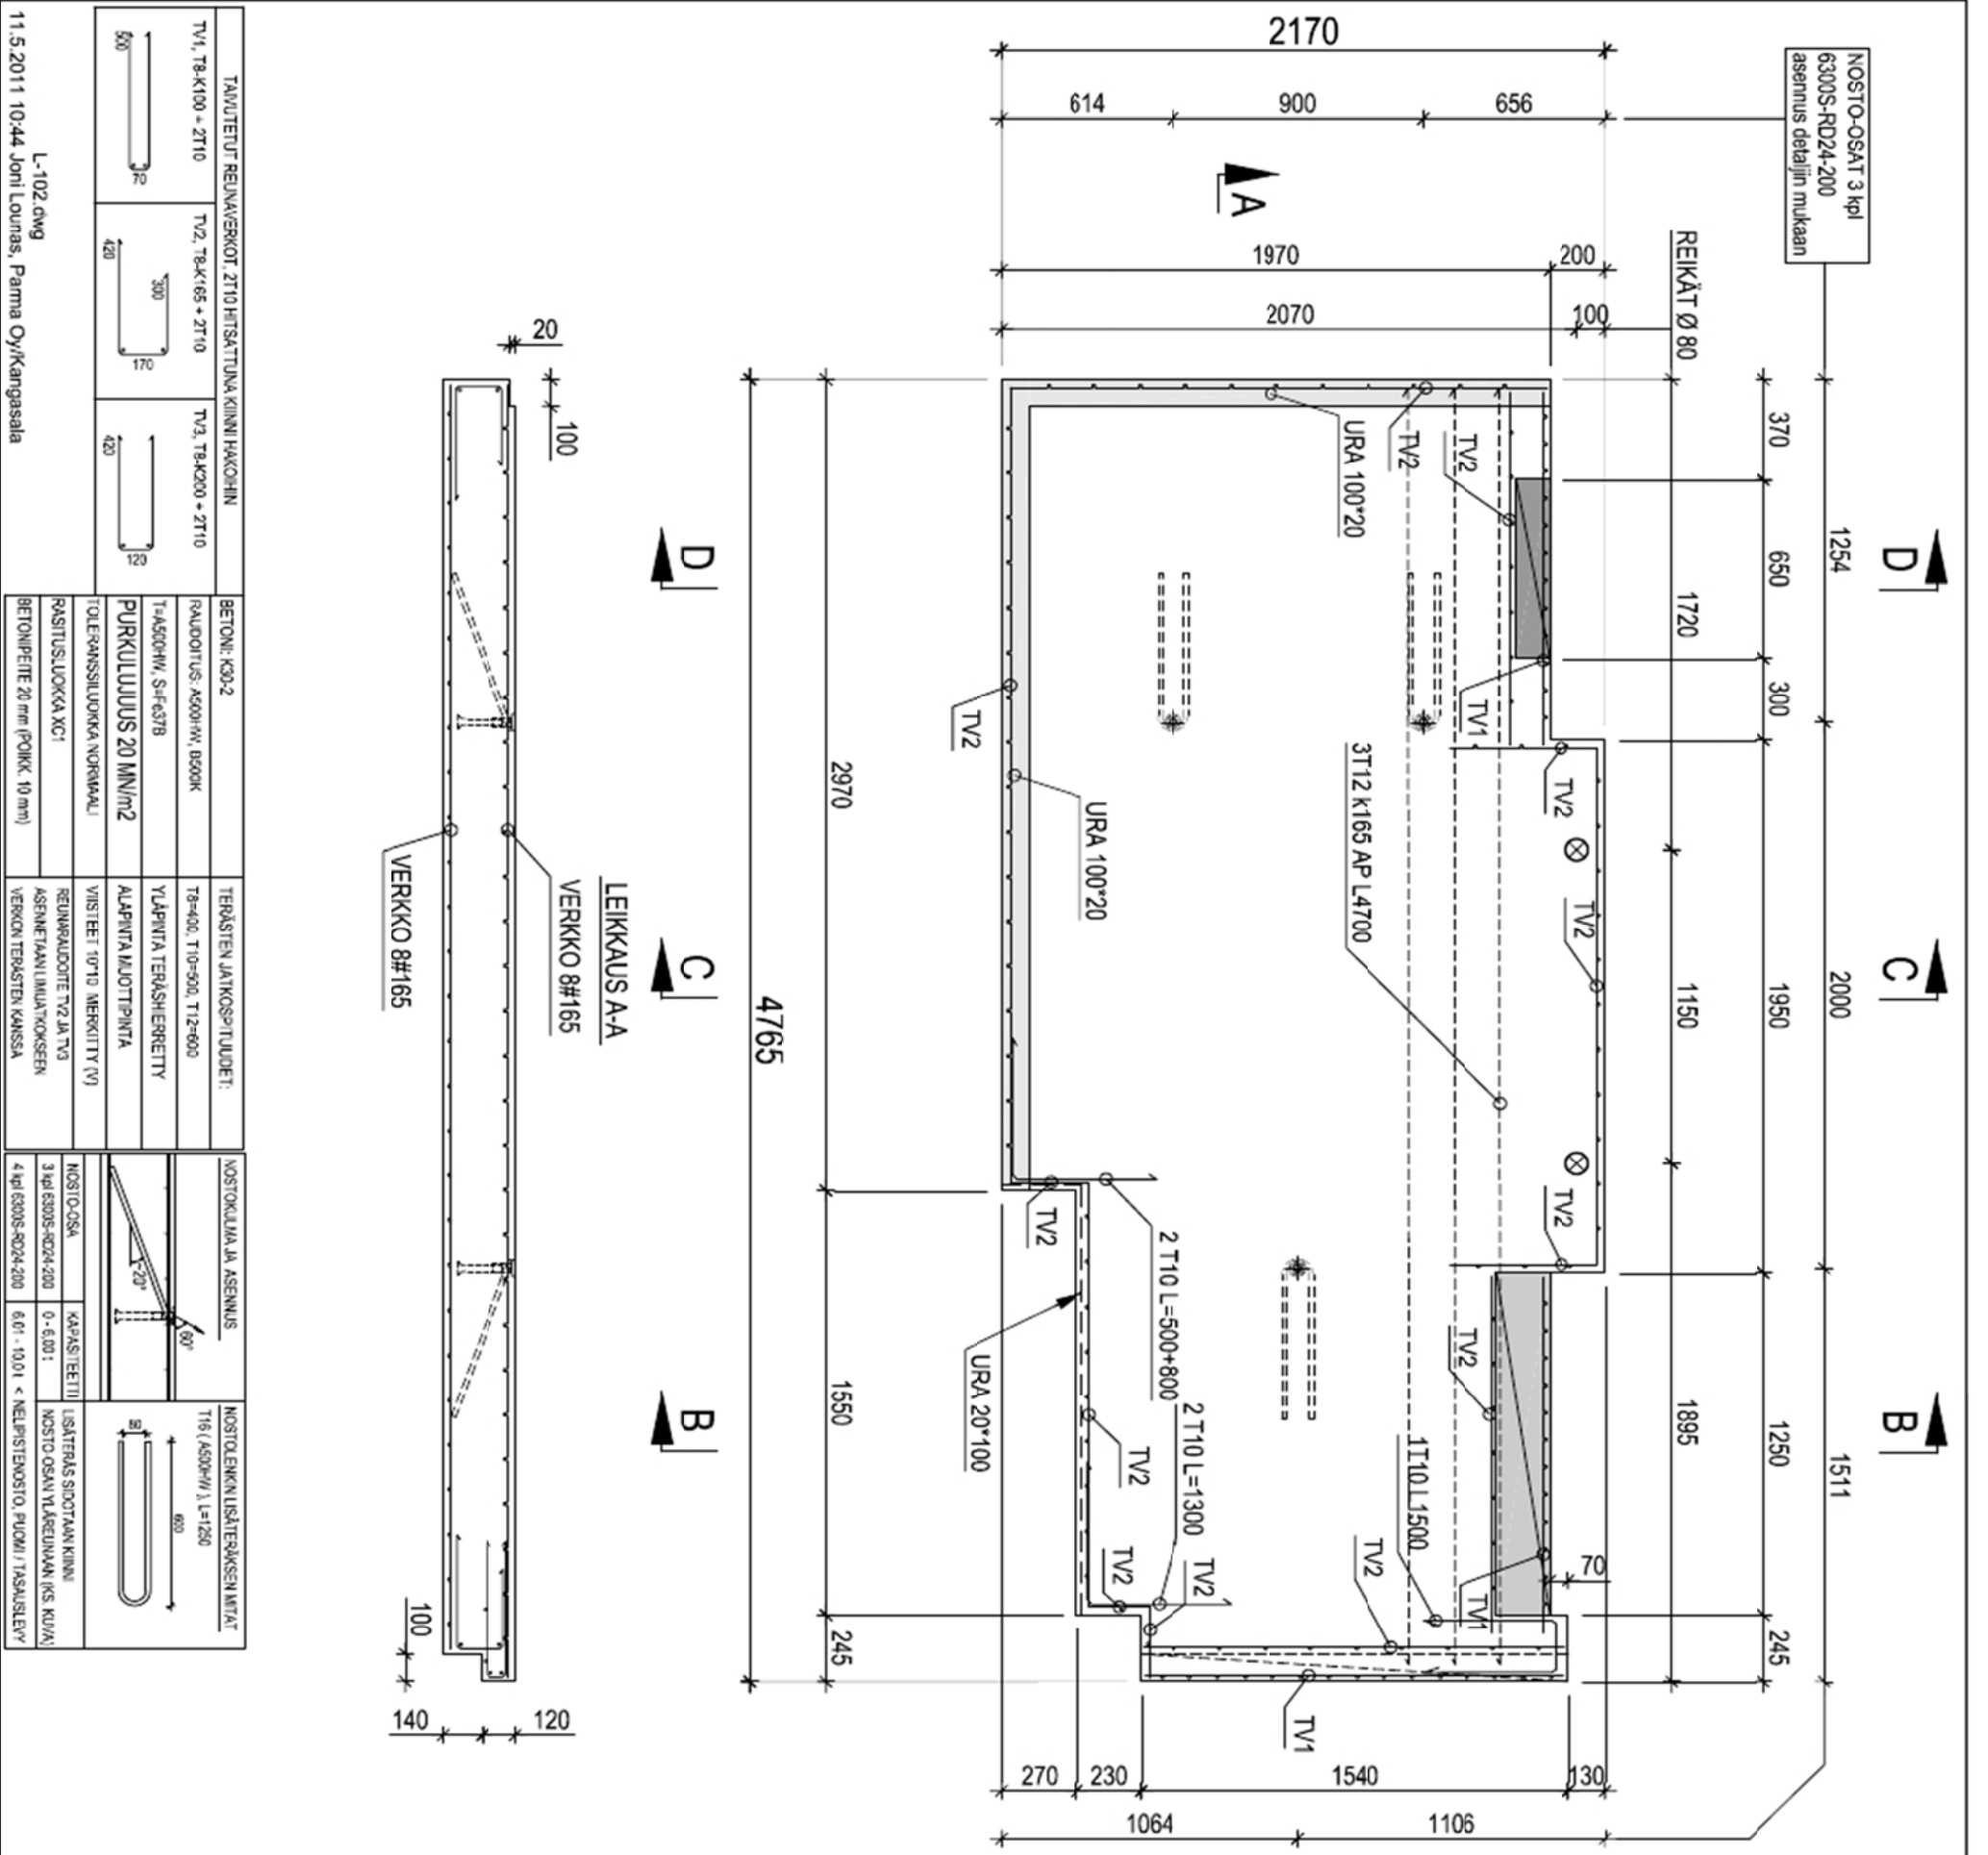 NOSTO-OSAT 3 kpl
6300S-RD24-200
asennus detaljin mukaan
2170
614
900
656
A
1970
200
2070
100
REIKÄT Ø 80
370
650
300
1950
1250
245
1254
2000
1511
1720
1150
1895
D
C
B
URA 100*20
TV2
TV2
TV1
TV2
TV2
TV2
3T12 k165 AP L4700
TV2
URA 100*20
TV2
2 T10 L=500+800
URA 20*100
TV2
2 T10 L=1300
TV2
TV2
TV2
1T10 L1500
TV2
TV1
70
TV1
270
230
1540
130
1064
1106
2970
1550
245
4765
D
C
B
LEIKKAUS A-A
VERKKO 8#165
VERKKO 8#165
20
100
100
140
120
TAIVUTETUT REUNAVERKOT, 2T10 HITSATTUNA KIINNI HAKOIHIN
TV1, T8-K100 + 2T10
500
70
TV2, T8-K165 + 2T10
420
300
170
TV3, T8-K200 + 2T10
420
120
BETONI: K30-2
RAUDOITUS: A500HW, B500K
T=A500HW, S=Fe37B
PURKULUJUUS 20 MN/m2
TOLERANSSILUOKKA NORMAALI
RASITUSLUOKKA XC1
BETONIPEITE 20 mm (POIKK. 10 mm)
TERÄSTEN JATKOSPITUUDET:
T8=400, T10=500, T12=600
YLÄPINTA TERÄSHIERRETTY
ALAPINTA MUOTTIPINTA
VIISTEET 10*10 MERKITTY (V)
REUNARAUDOITE TV2 JA TV3
ASENNETAAN LIMIJATKOKSEEN
VERKON TERÄSTEN KANSSA
NOSTOKULMA JA ASENNUS
60°
~20°
NOSTO-OSA
KAPASITEETTI
3 kpl 6300S-RD24-200
0 - 6,00 t
4 kpl 6300S-RD24-200
6,01 - 10,0 t < NELIPISTENOSTO, PUOMI / TASAUSLEVY
NOSTOLENKIN LISÄTERÄKSEN MITAT
T16 ( A500HW ), L=1250
600
80
LISÄTERÄS SIDOTAAN KIINNI
NOSTO-OSAN YLÄREUNAAN (KS. KUVA)
L-102.dwg
11.5.2011 10:44 Joni Lounas, Parma Oy/Kangasala